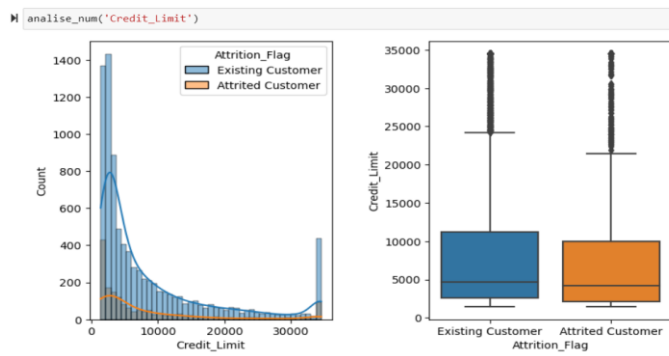 analise_num('Credit_Limit')
Attrition_Flag
Existing Customer
Attrited Customer
1400
1200
1000
800
600
400
200
0
Count
0
10000
20000
30000
Credit_Limit
35000
30000
25000
20000
15000
10000
5000
0
Credit_Limit
Existing Customer
Attrited Customer
Attrition_Flag